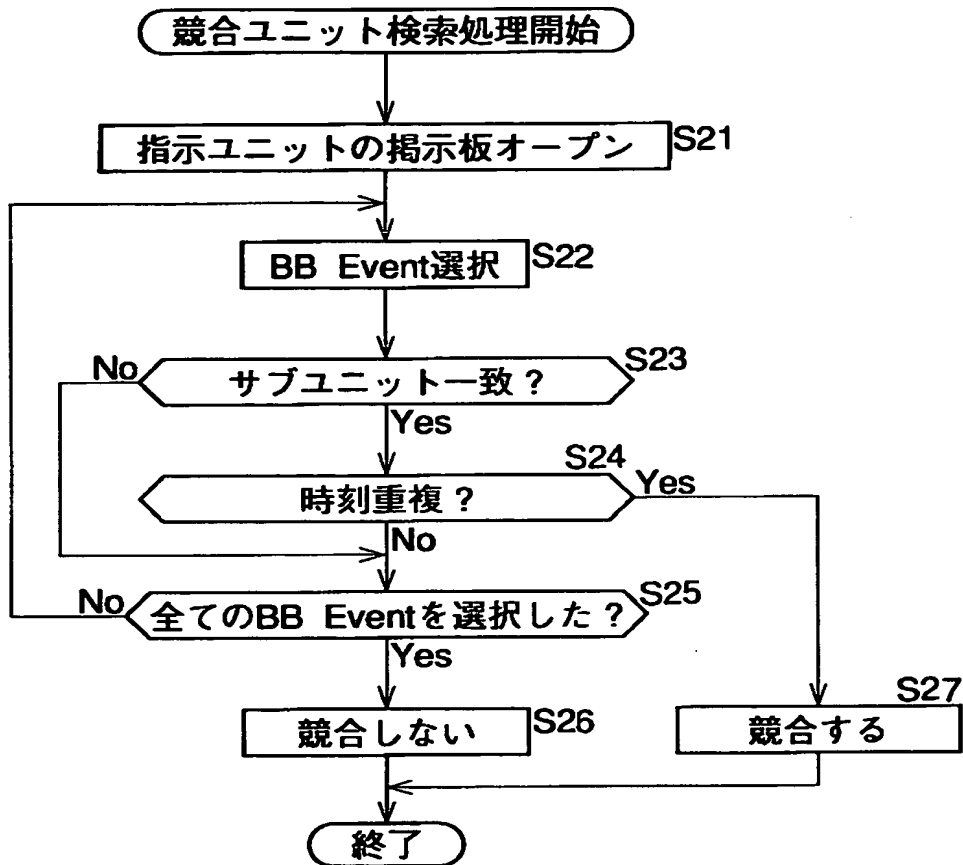 競合ユニット検索処理開始
指示ユニットの掲示板オープン S21
BB Event選択 S22
No サブユニット一致? S23
Yes
S24
時刻重複? Yes
No
No 全てのBB Eventを選択した? S25
Yes
S27
競合しない S26 競合する
終了